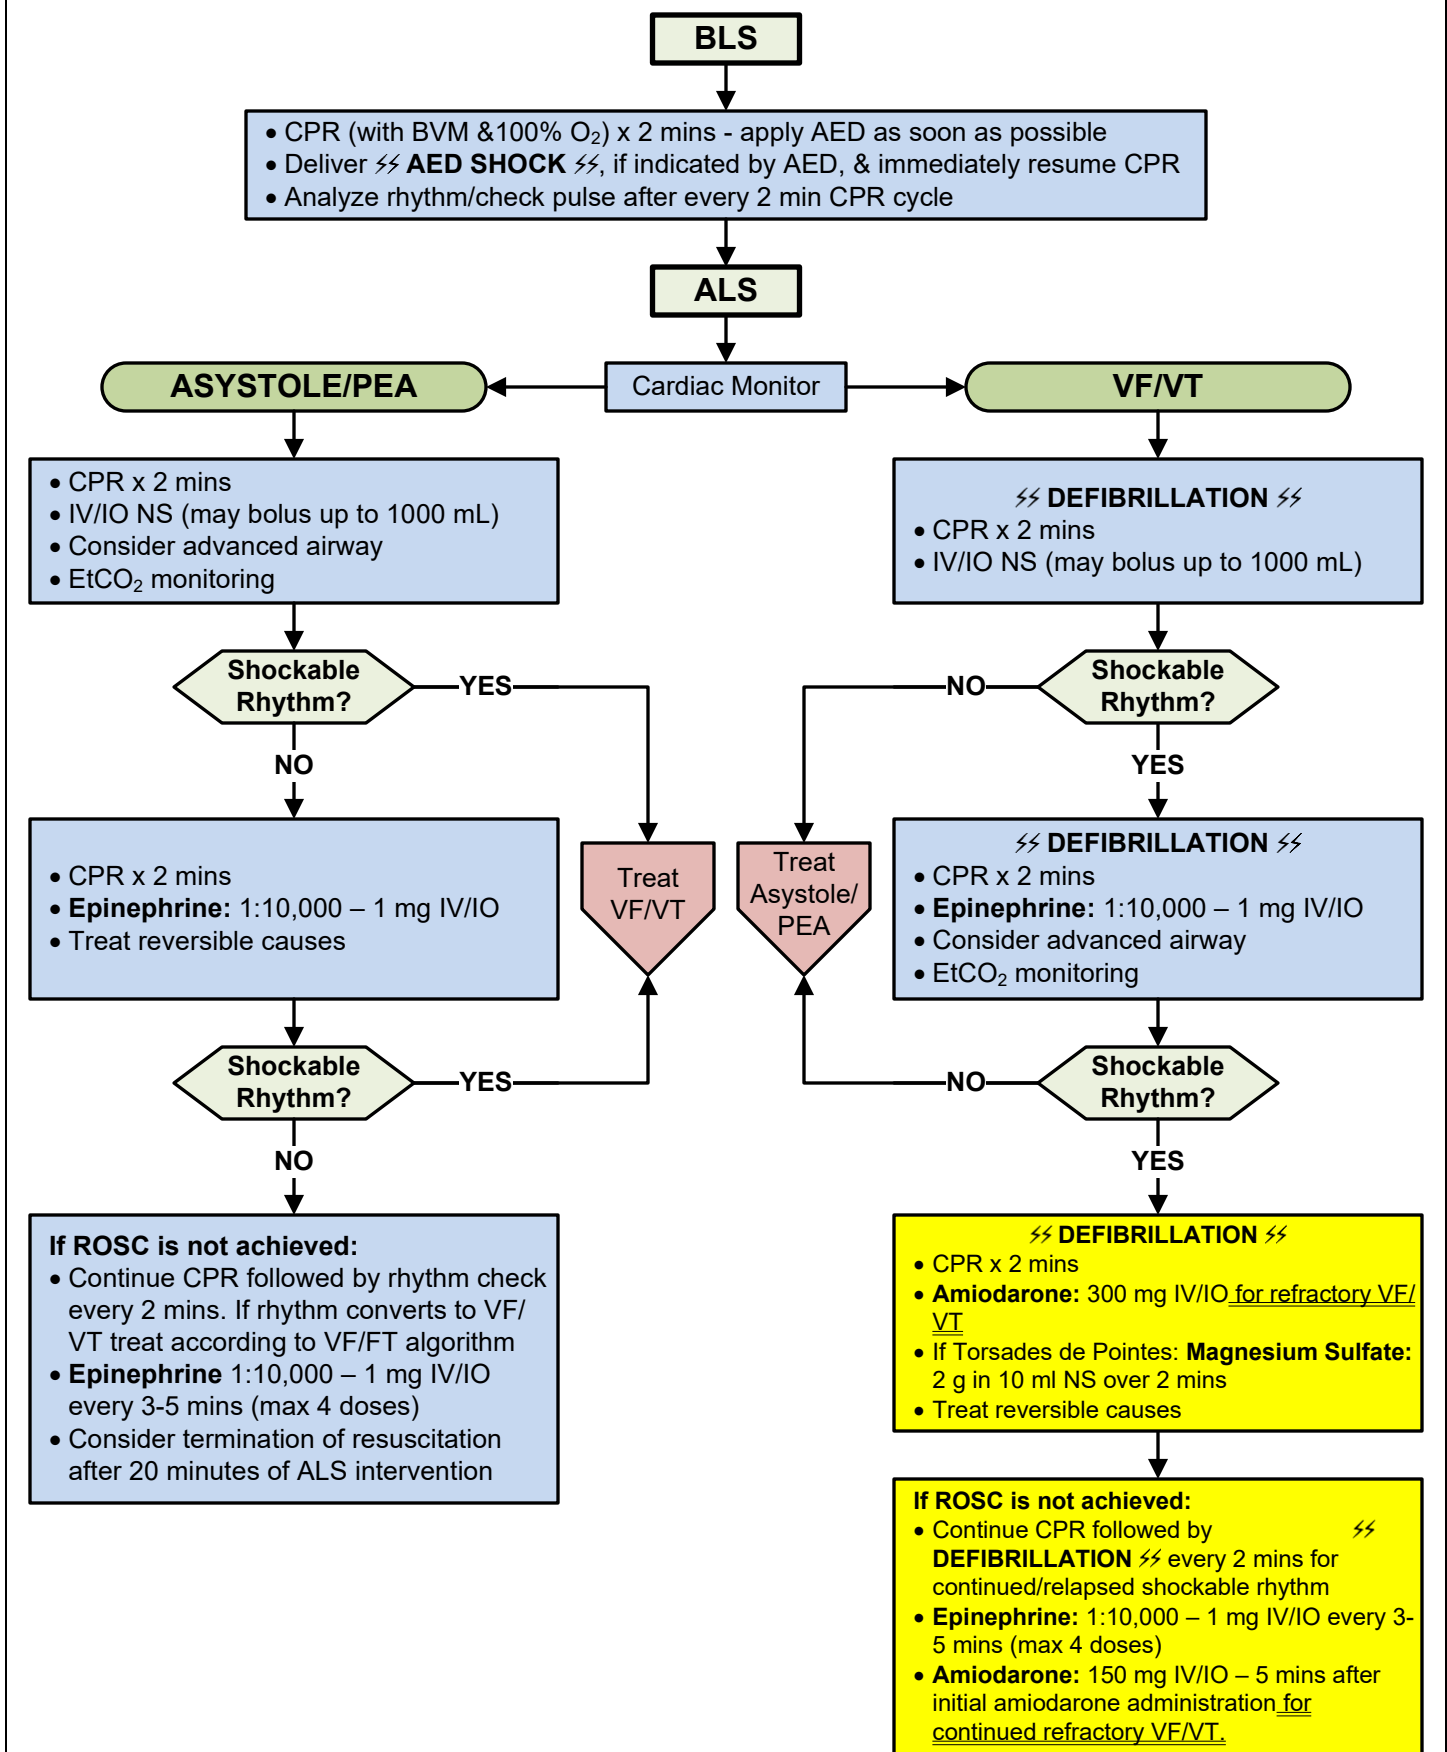 BLS
• CPR (with BVM &100% O₂) x 2 mins - apply AED as soon as possible
• Deliver ⚡⚡ AED SHOCK ⚡⚡, if indicated by AED, & immediately resume CPR
• Analyze rhythm/check pulse after every 2 min CPR cycle
ALS
Cardiac Monitor
ASYSTOLE/PEA
• CPR x 2 mins
• IV/IO NS (may bolus up to 1000 mL)
• Consider advanced airway
• EtCO₂ monitoring
Shockable
Rhythm?
YES
NO
• CPR x 2 mins
• Epinephrine: 1:10,000 – 1 mg IV/IO
• Treat reversible causes
Treat
VF/VT
Shockable
Rhythm?
YES
NO
If ROSC is not achieved:
• Continue CPR followed by rhythm check
every 2 mins. If rhythm converts to VF/
VT treat according to VF/FT algorithm
• Epinephrine 1:10,000 – 1 mg IV/IO
every 3-5 mins (max 4 doses)
• Consider termination of resuscitation
after 20 minutes of ALS intervention
VF/VT
⚡⚡ DEFIBRILLATION ⚡⚡
• CPR x 2 mins
• IV/IO NS (may bolus up to 1000 mL)
Shockable
Rhythm?
NO
YES
Treat
Asystole/
PEA
⚡⚡ DEFIBRILLATION ⚡⚡
• CPR x 2 mins
• Epinephrine: 1:10,000 – 1 mg IV/IO
• Consider advanced airway
• EtCO₂ monitoring
Shockable
Rhythm?
NO
YES
⚡⚡ DEFIBRILLATION ⚡⚡
• CPR x 2 mins
• Amiodarone: 300 mg IV/IO for refractory VF/
VT
• If Torsades de Pointes: Magnesium Sulfate:
2 g in 10 ml NS over 2 mins
• Treat reversible causes
If ROSC is not achieved:
• Continue CPR followed by ⚡⚡
DEFIBRILLATION ⚡⚡ every 2 mins for
continued/relapsed shockable rhythm
• Epinephrine: 1:10,000 – 1 mg IV/IO every 3-
5 mins (max 4 doses)
• Amiodarone: 150 mg IV/IO – 5 mins after
initial amiodarone administration for
continued refractory VF/VT.